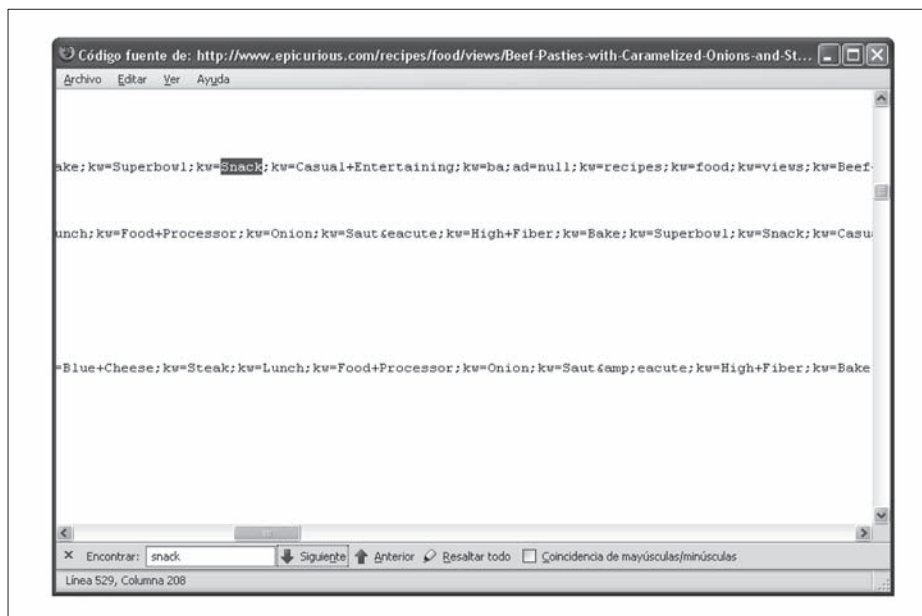 Código fuente de: http://www.epicurious.com/recipes/food/views/Beef-Pasties-with-Caramelized-Onions-and-St...
Archivo Editar Ver Ayuda
ake;kw=Superbowl;kw=Snack;kw=Casual+Entertaining;kw=ba;ad=null;kw=recipes;kw=food;kw=views;kw=Beef-
unch;kw=Food+Processor;kw=Onion;kw=Saut&eacute;kw=High+Fiber;kw=Bake;kw=Superbowl;kw=Snack;kw=Casua
=Blue+Cheese;kw=Steak;kw=Lunch;kw=Food+Processor;kw=Onion;kw=Saut&amp;eacute;kw=High+Fiber;kw=Bake
Encontrar: snack Siguiente Anterior Resaltar todo Coincidencia de mayúsculas/minúsculas
Línea 529, Columna 208